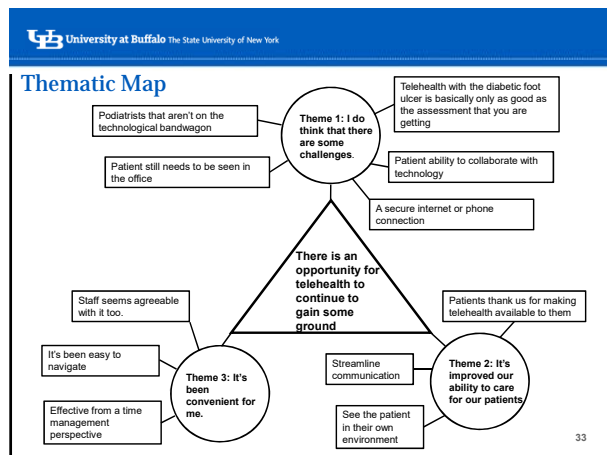 University at Buffalo The State University of New York
Thematic Map
Podiatrists that aren't on the
technological bandwagon
Patient still needs to be seen in
the office
Theme 1: I do
think that there
are some
challenges.
Telehealth with the diabetic foot
ulcer is basically only as good as
the assessment that you are
getting
Patient ability to collaborate with
technology
A secure internet or phone
connection
There is an
opportunity for
telehealth to
continue to
gain some
ground
Staff seems agreeable
with it too.
It's been easy to
navigate
Effective from a time
management
perspective
Theme 3: It's
been
convenient for
me.
Patients thank us for making
telehealth available to them
Streamline
communication
See the patient
in their own
environment
Theme 2: It's
improved our
ability to care
for our patients
33